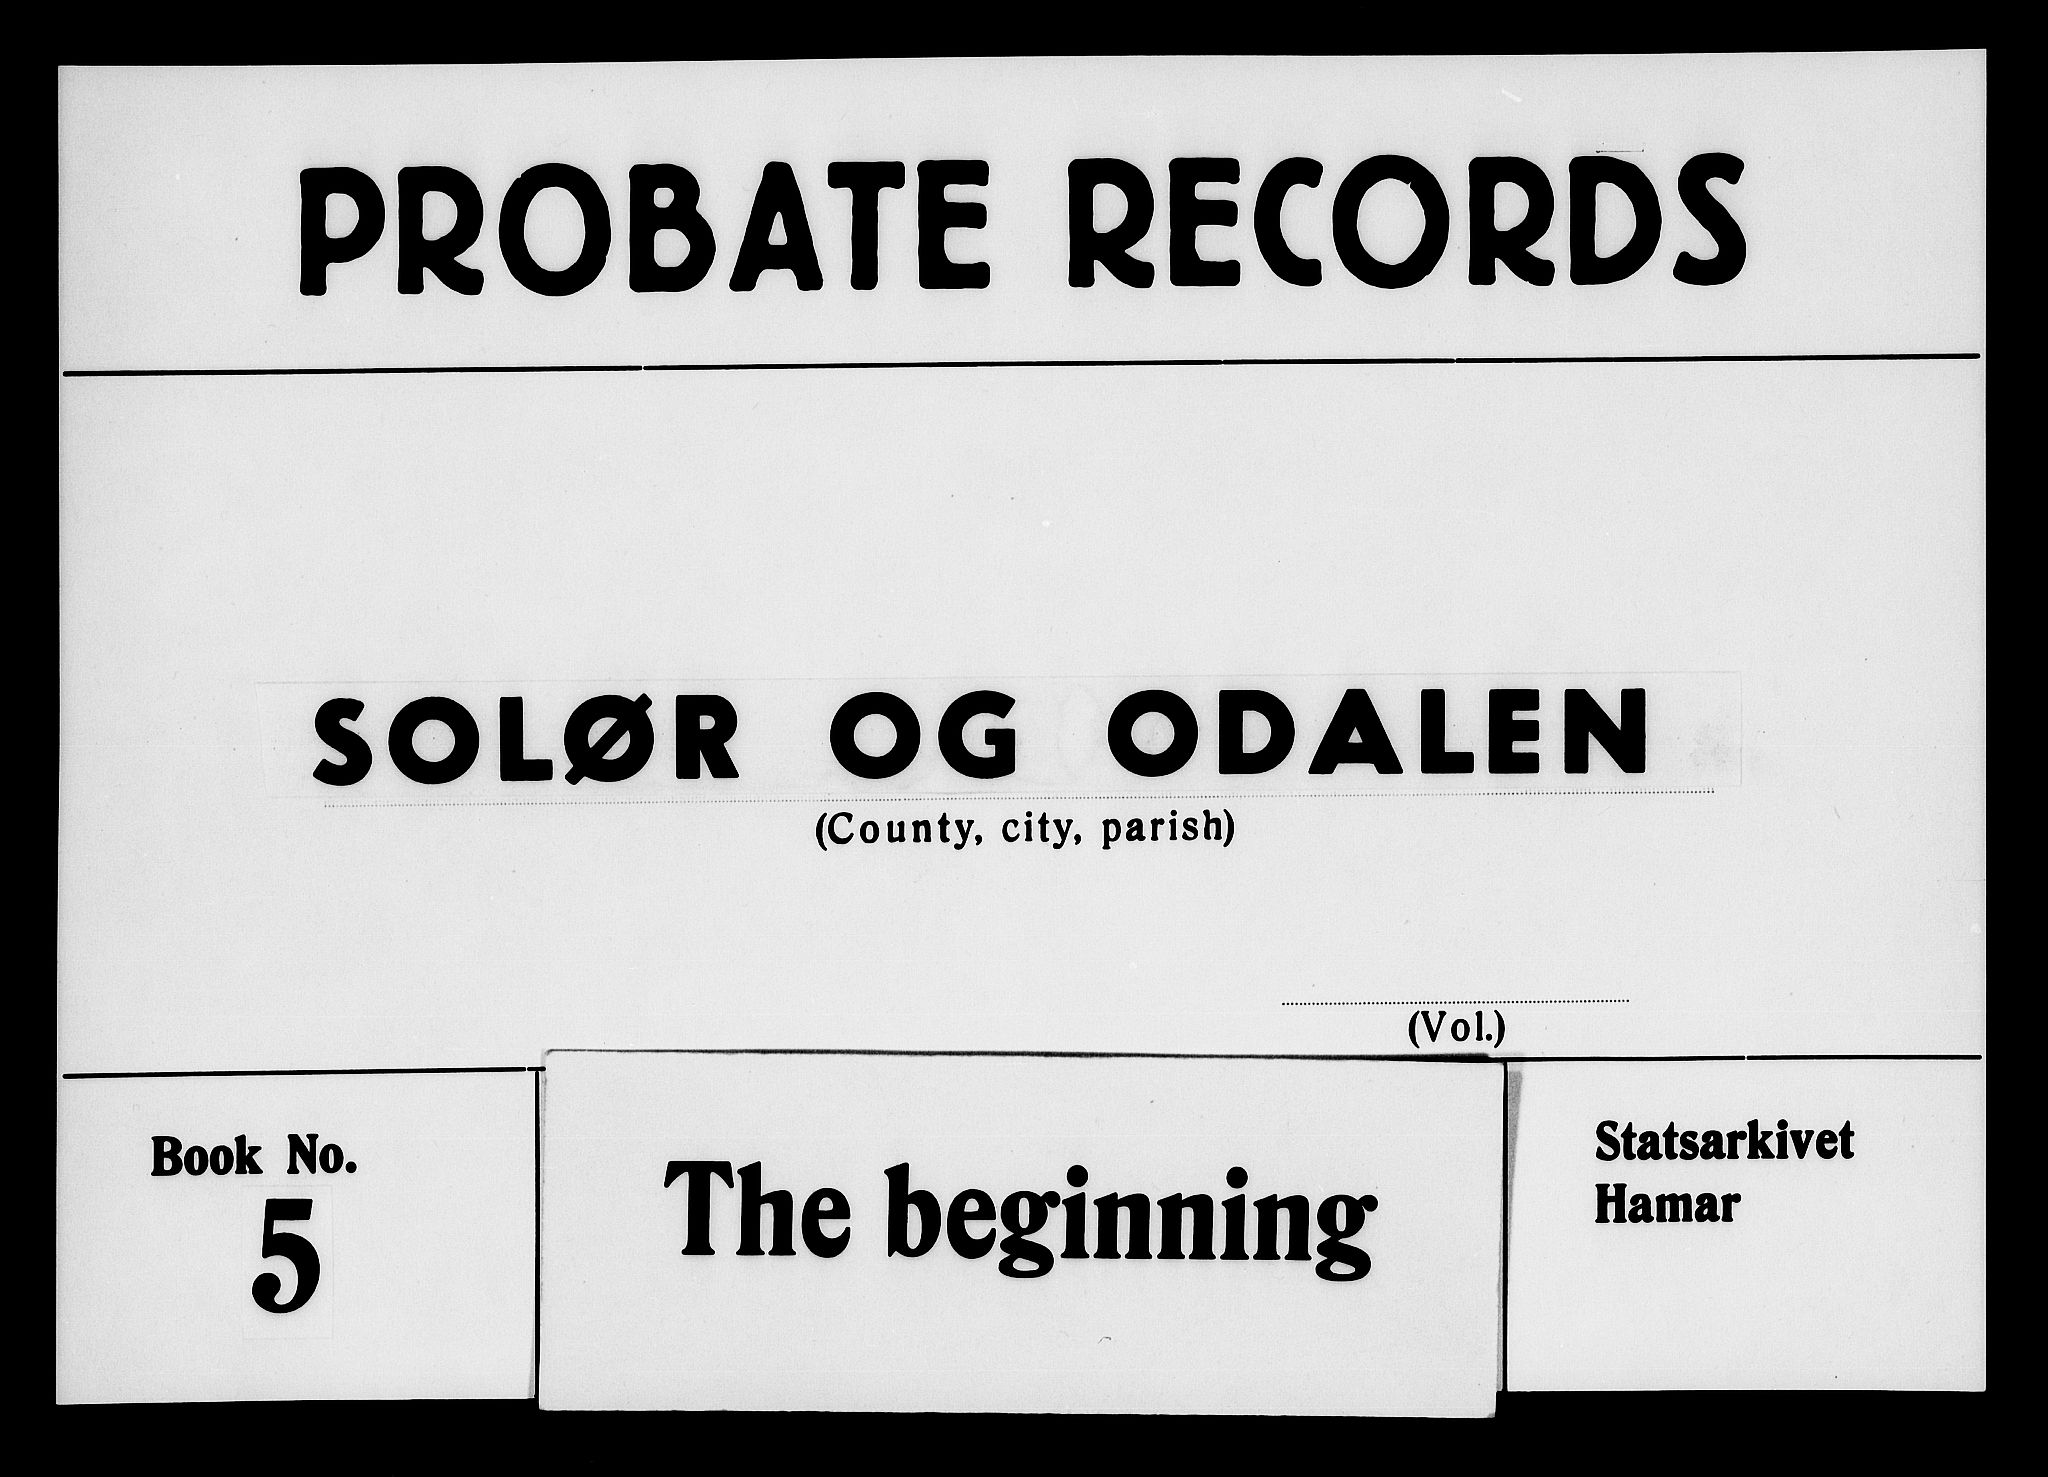 PROBATE RECORDS
SOLØR OG ODALEN
(County, city, parish)
(Vol.)
Book No.
5
The beginning
Statsarkivet
Hamar